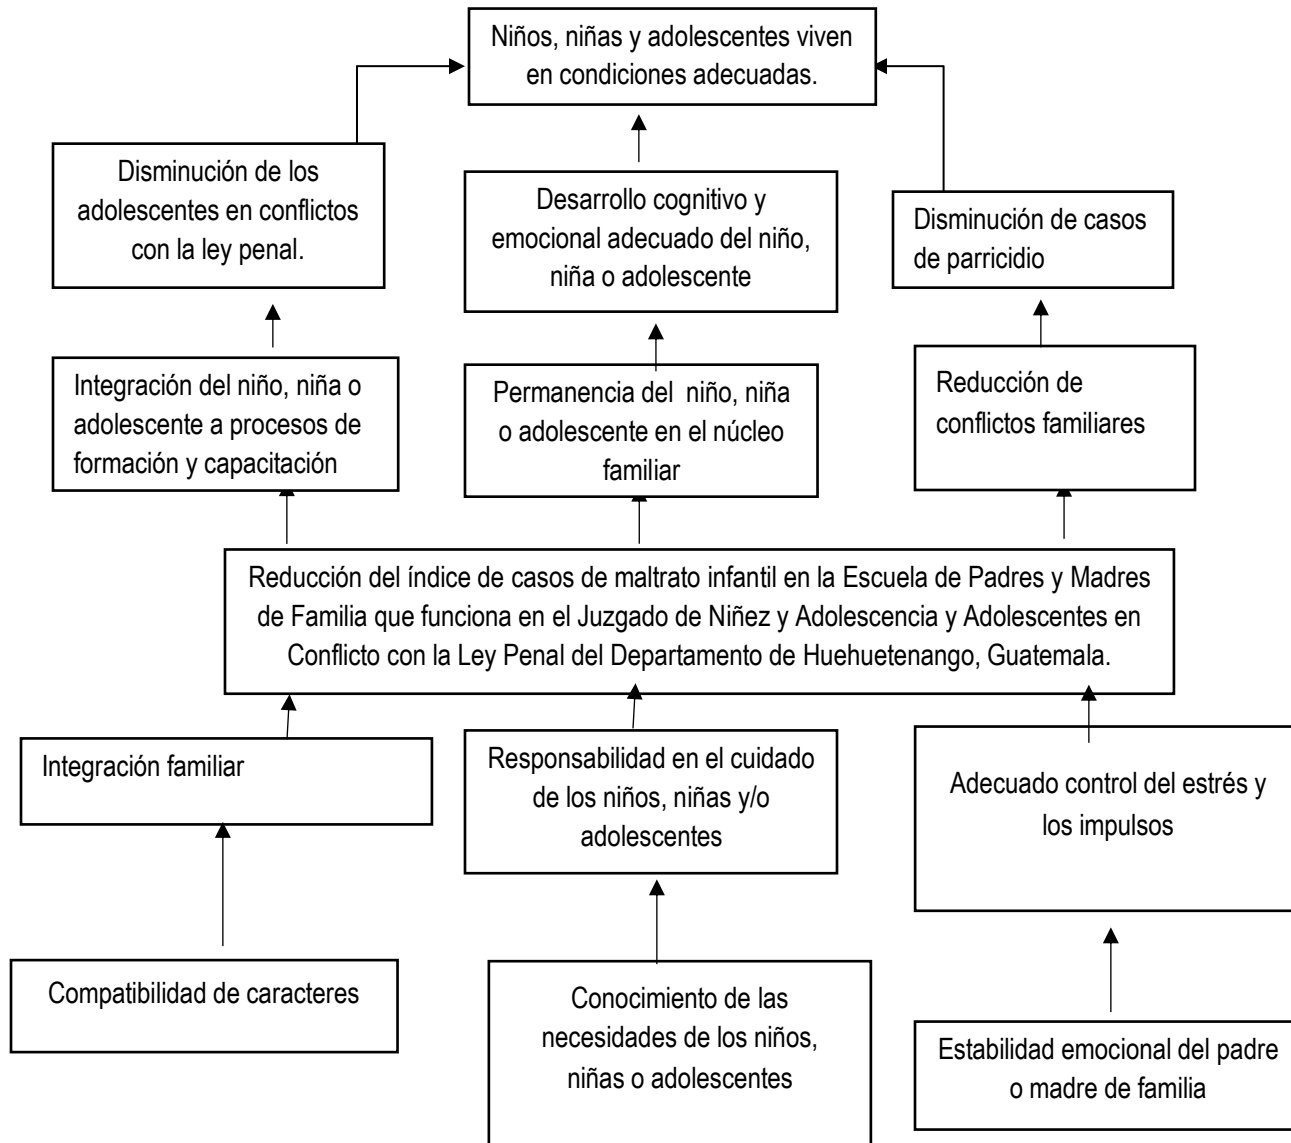 Niños, niñas y adolescentes viven
en condiciones adecuadas.
Disminución de los
adolescentes en conflictos
con la ley penal.
Desarrollo cognitivo y
emocional adecuado del niño,
niña o adolescente
Disminución de casos
de parricidio
Integración del niño, niña o
adolescente a procesos de
formación y capacitación
Permanencia del niño, niña
o adolescente en el núcleo
familiar
Reducción de
conflictos familiares
Reducción del índice de casos de maltrato infantil en la Escuela de Padres y Madres
de Familia que funciona en el Juzgado de Niñez y Adolescencia y Adolescentes en
Conflicto con la Ley Penal del Departamento de Huehuetenango, Guatemala.
Integración familiar
Responsabilidad en el cuidado
de los niños, niñas y/o
adolescentes
Adecuado control del estrés y
los impulsos
Compatibilidad de caracteres
Conocimiento de las
necesidades de los niños,
niñas o adolescentes
Estabilidad emocional del padre
o madre de familia